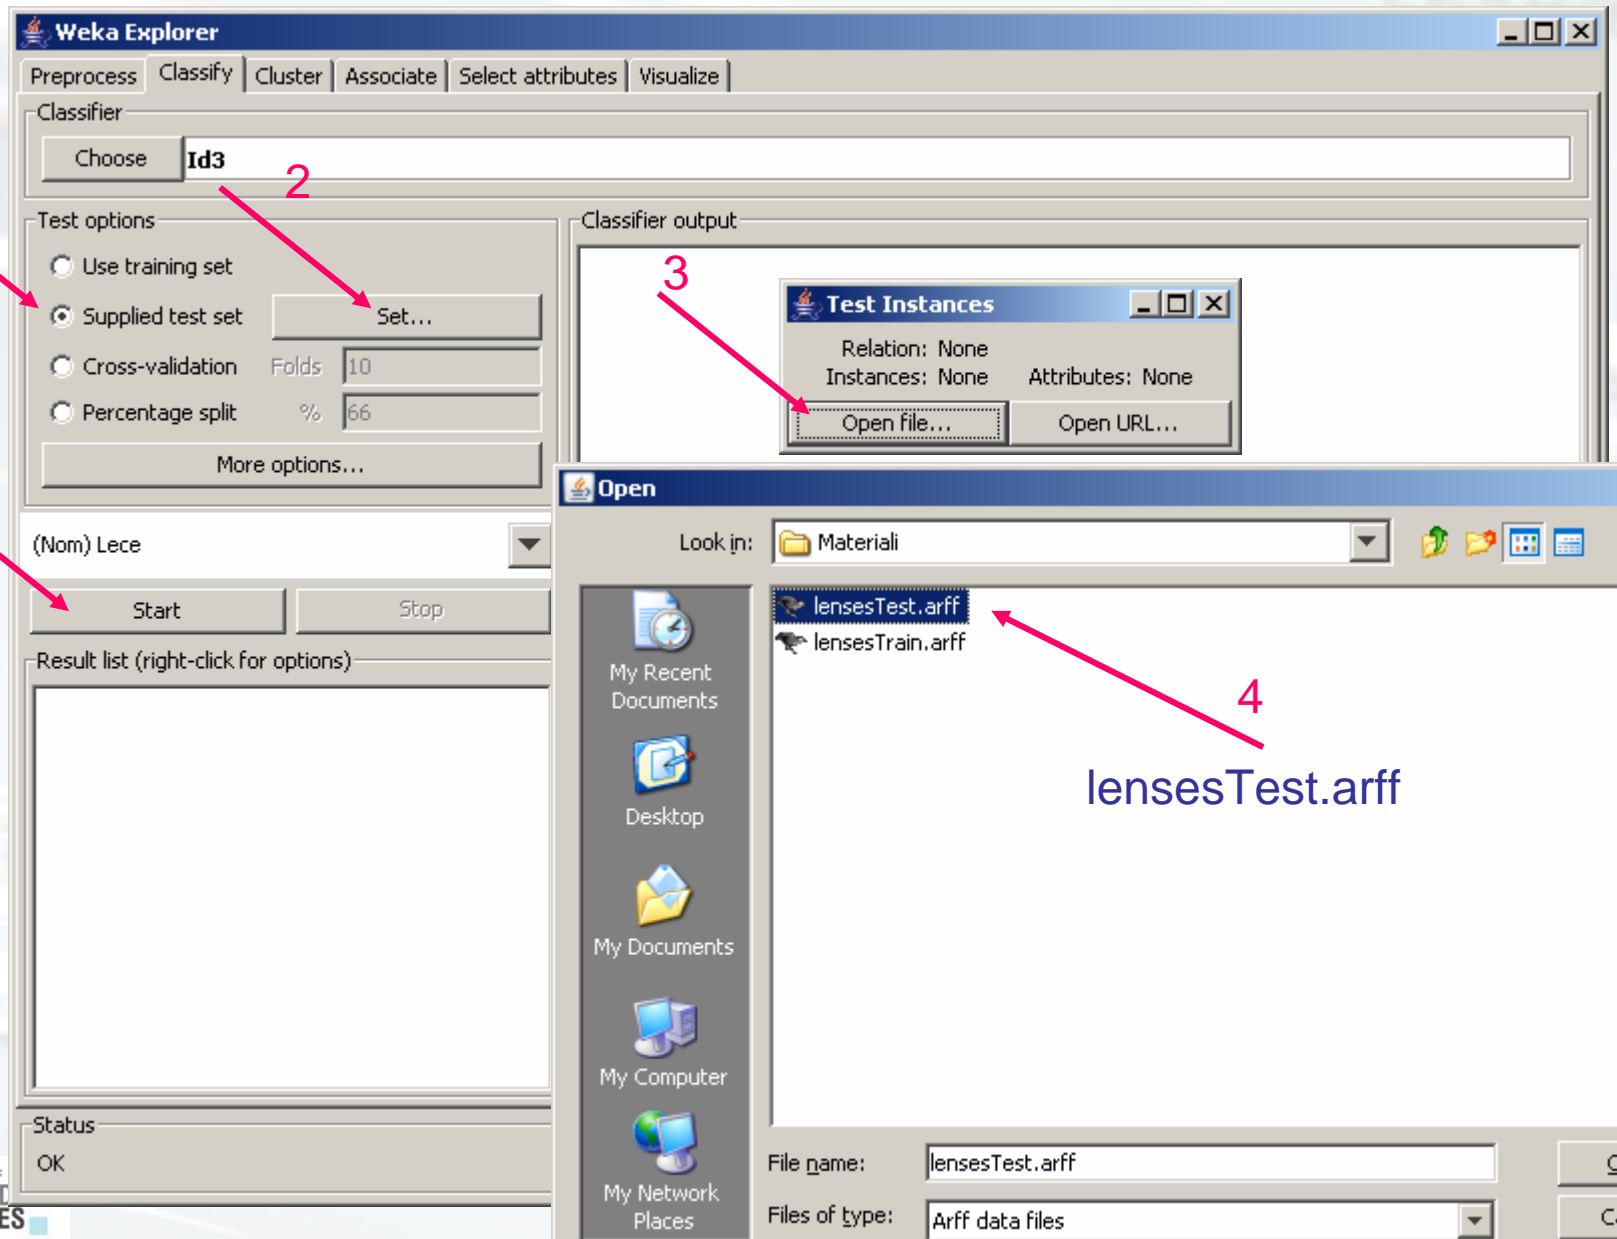 Weka Explorer
Preprocess Classify Cluster Associate Select attributes Visualize
Classifier
Choose Id3
2
Test options
Classifier output
Use training set
3
Supplied test set Set...
Test Instances
Relation: None
Instances: None Attributes: None
Cross-validation Folds 10
Percentage split % 66
Open file... Open URL...
More options...
Open
(Nom) Lece
Look in: Materiali
Start Stop
lensesTest.arff
lensesTrain.arff
Result list (right-click for options)
My Recent
Documents
4
lensesTest.arff
Desktop
My Documents
My Computer
Status
OK
File name: lensesTest.arff
My Network
Places
Files of type: Arff data files
ES